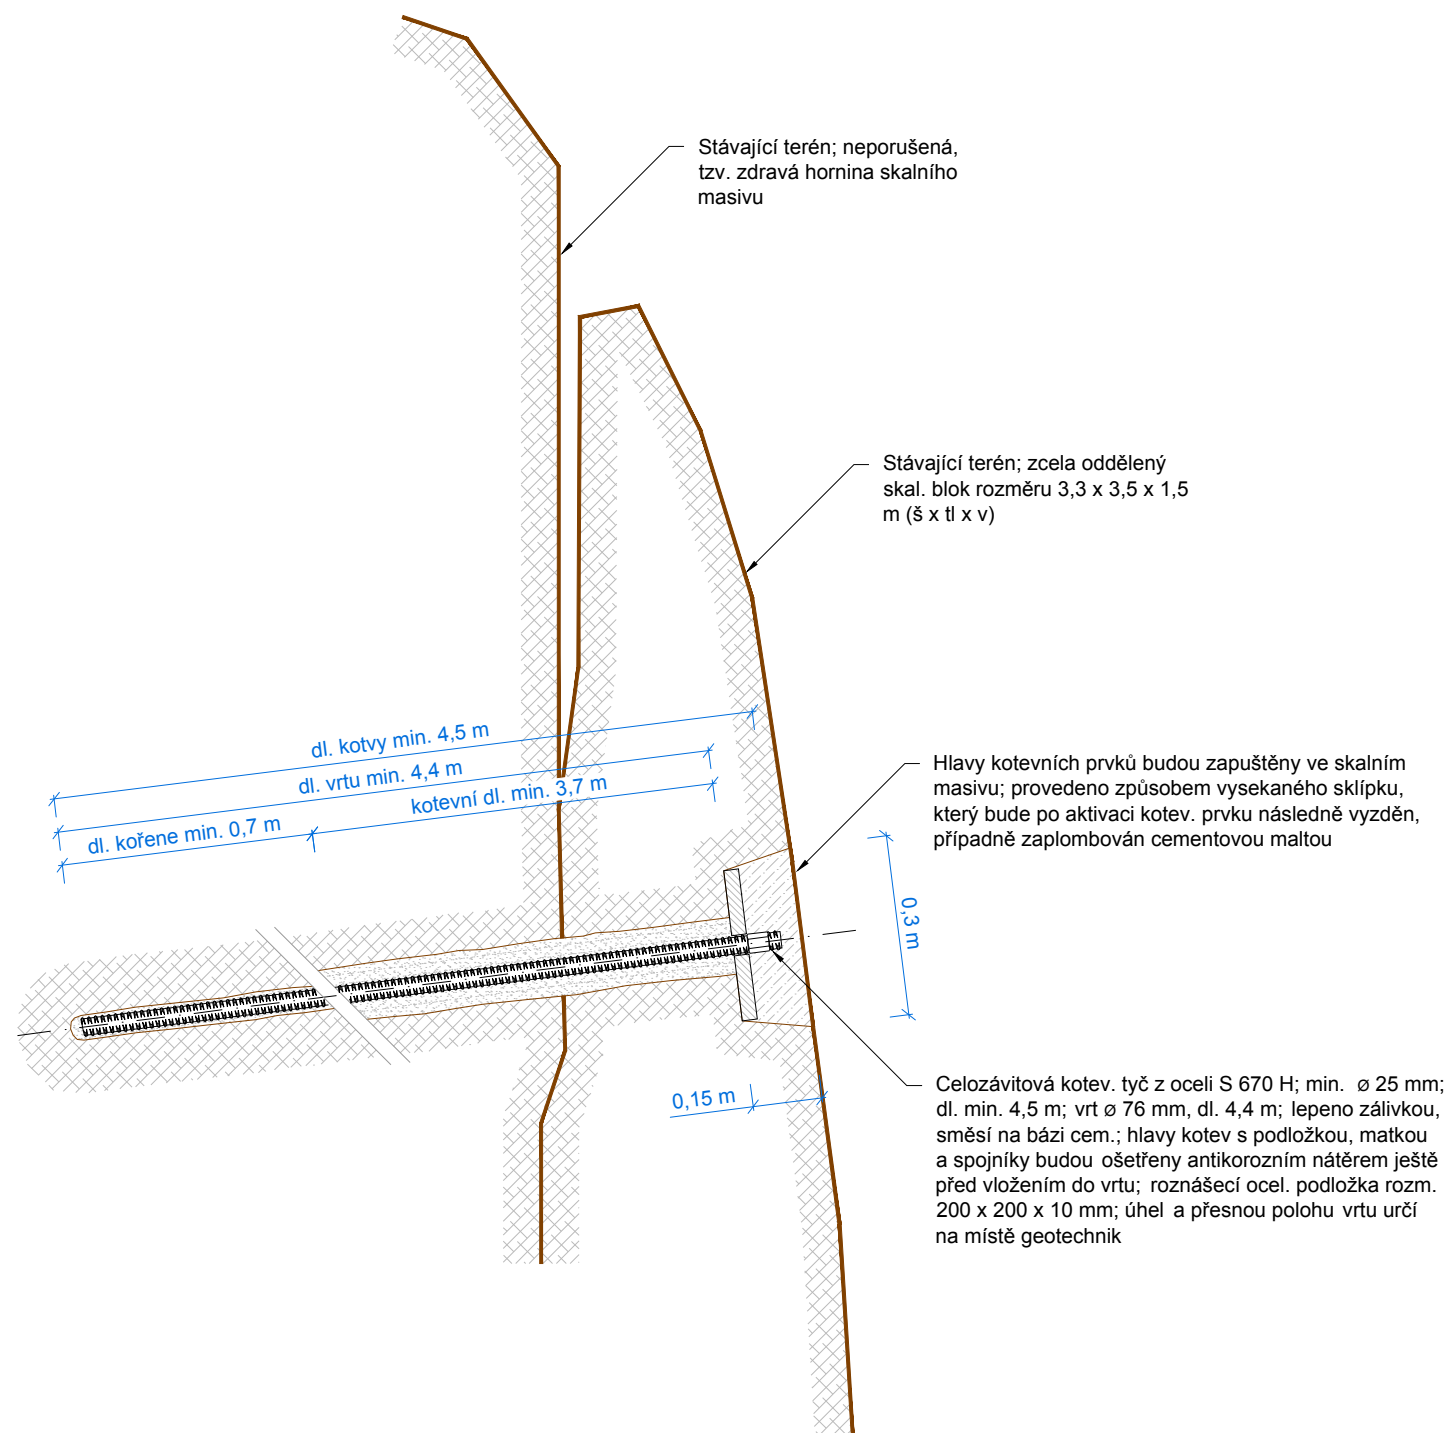 Stávající terén; neporušená,
tzv. zdravá hornina skalního
masivu
Stávající terén; zcela oddělený
skal. blok rozměru 3,3 x 3,5 x 1,5
m (š x tl x v)
dl. kotvy min. 4,5 m
dl. vrtu min. 4,4 m
kotevní dl. min. 3,7 m
dl. kořene min. 0,7 m
Hlavy kotevních prvků budou zapuštěny ve skalním
masivu; provedeno způsobem vysekaného sklípku,
který bude po aktivaci kotev. prvku následně vyzděn,
případně zaplombován cementovou maltou
0,3 m
0,15 m
Celozávitová kotev. tyč z oceli S 670 H; min. ø 25 mm;
dl. min. 4,5 m; vrt ø 76 mm, dl. 4,4 m; lepeno zálivkou,
směsí na bázi cem.; hlavy kotev s podložkou, matkou
a spojníky budou ošetřeny antikorozním nátěrem ještě
před vložením do vrtu; roznášecí ocel. podložka rozm.
200 x 200 x 10 mm; úhel a přesnou polohu vrtu určí
na místě geotechnik